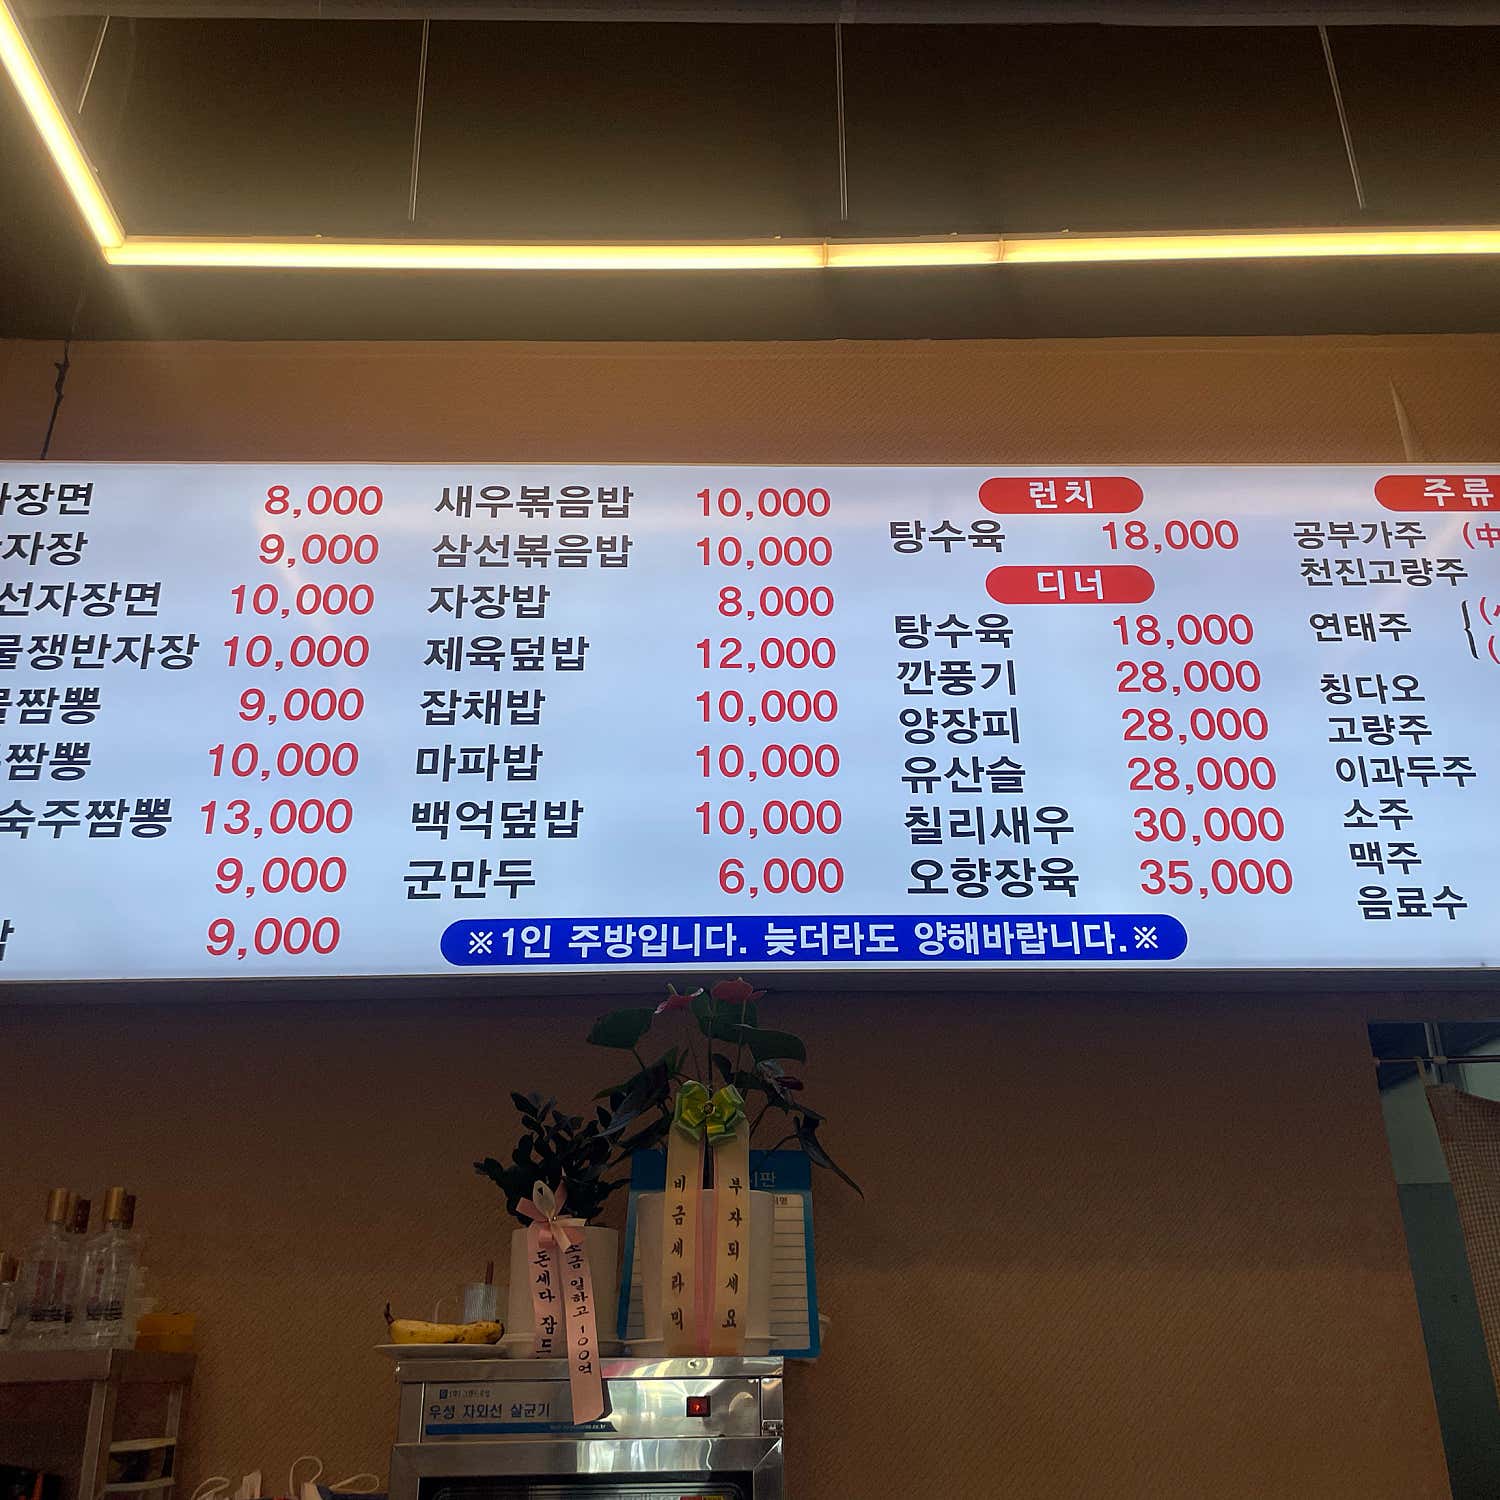 장면 8,000
자장 9,000
선자장면 10,000
물쟁반자장 10,000
짬뽕 9,000
짬뽕 10,000
숙주짬뽕 13,000
9,000
9,000
새우볶음밥 10,000
삼선볶음밥 10,000
자장밥 8,000
제육덮밥 12,000
잡채밥 10,000
마파밥 10,000
백억덮밥 10,000
군만두 6,000
런치
탕수육 18,000
디너
탕수육 18,000
깐풍기 28,000
양장피 28,000
유산슬 28,000
칠리새우 30,000
오향장육 35,000
주류
공부가주 (中
천진고량주
연태주
칭다오
고량주
이과두주
소주
맥주
음료수
※1인 주방입니다. 늦더라도 양해바랍니다.※
비금세라믹
부자되세요
돈세다 잠드
조금 일하고 100억
우성 자외선 살균기